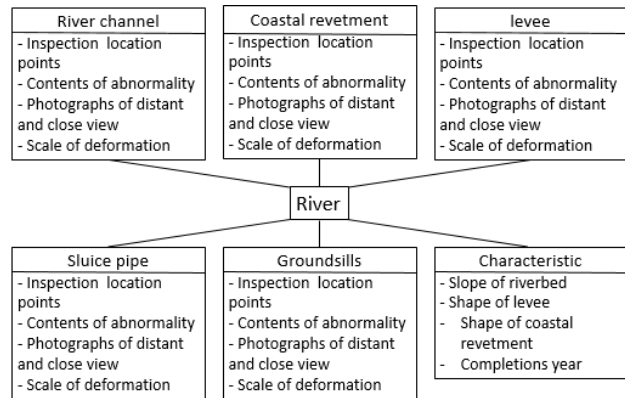 River channel
- Inspection location
points
- Contents of abnormality
- Photographs of distant
and close view
- Scale of deformation
Coastal revetment
- Inspection location
points
- Contents of abnormality
- Photographs of distant
and close view
- Scale of deformation
levee
- Inspection location
points
- Contents of abnormality
- Photographs of distant
and close view
- Scale of deformation
River
Sluice pipe
- Inspection location
points
- Contents of abnormality
- Photographs of distant
and close view
- Scale of deformation
Groundsills
- Inspection location
points
- Contents of abnormality
- Photographs of distant
and close view
- Scale of deformation
Characteristic
- Slope of riverbed
- Shape of levee
- Shape of coastal
revetment
- Completions year